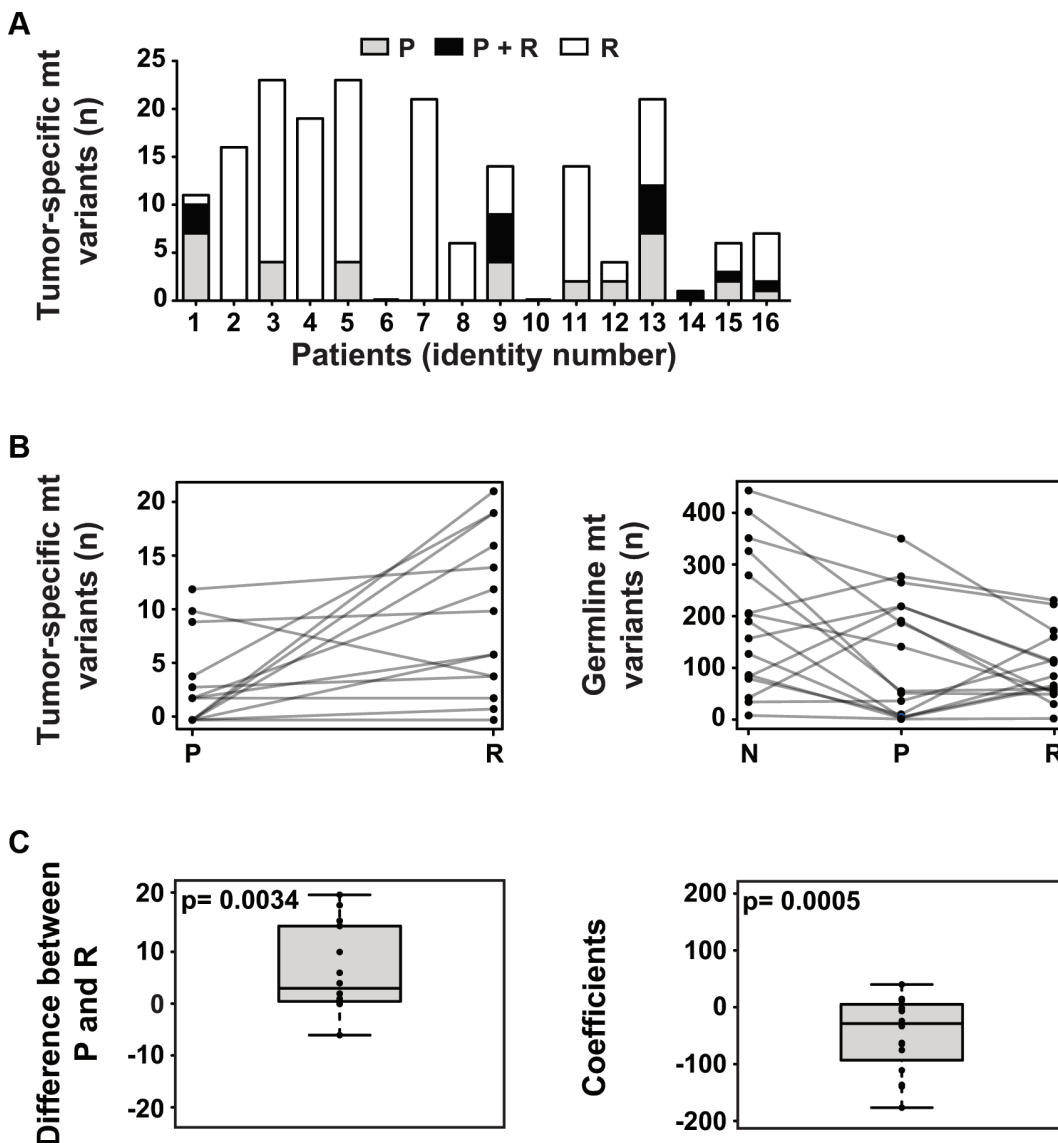 A
P P + R R
Tumor-specific mt
variants (n)
25
20
15
10
5
0
1 2 3 4 5 6 7 8 9 10 11 12 13 14 15 16
Patients (identity number)
B
Tumor-specific mt
variants (n)
20
15
10
5
0
P R
Germline mt
variants (n)
400
300
200
100
0
N P R
C
Difference between
P and R
20
10
0
-10
-20
p= 0.0034
Coefficients
200
100
0
-100
-200
p= 0.0005